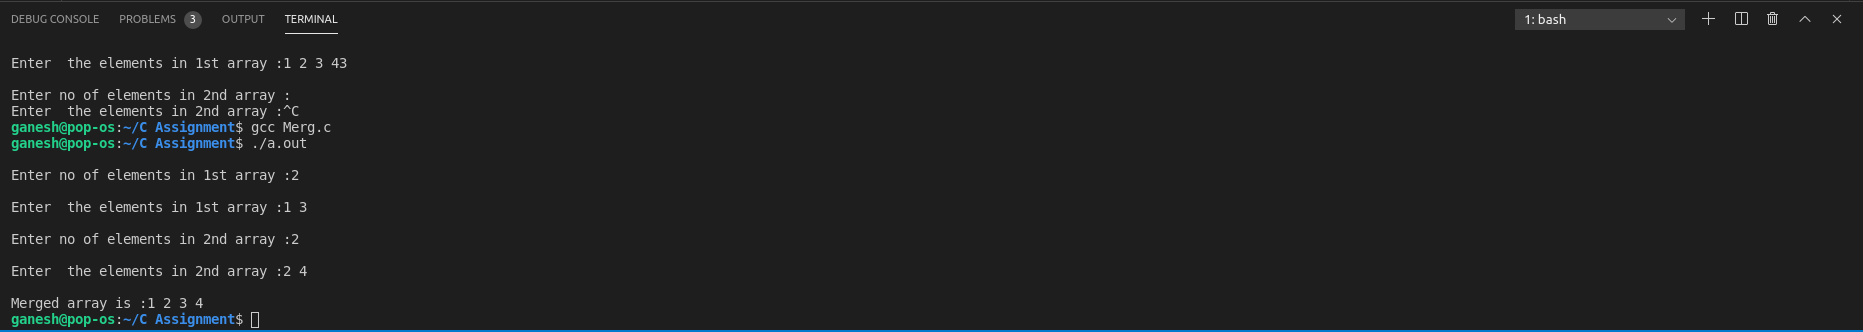 DEBUG CONSOLE PROBLEMS 3 OUTPUT TERMINAL 1: bash
Enter  the elements in 1st array :1 2 3 43
Enter no of elements in 2nd array :
Enter  the elements in 2nd array :^C
ganesh@pop-os:~/C Assignment$ gcc Merg.c
ganesh@pop-os:~/C Assignment$ ./a.out
Enter no of elements in 1st array :2
Enter  the elements in 1st array :1 3
Enter no of elements in 2nd array :2
Enter  the elements in 2nd array :2 4
Merged array is :1 2 3 4
ganesh@pop-os:~/C Assignment$